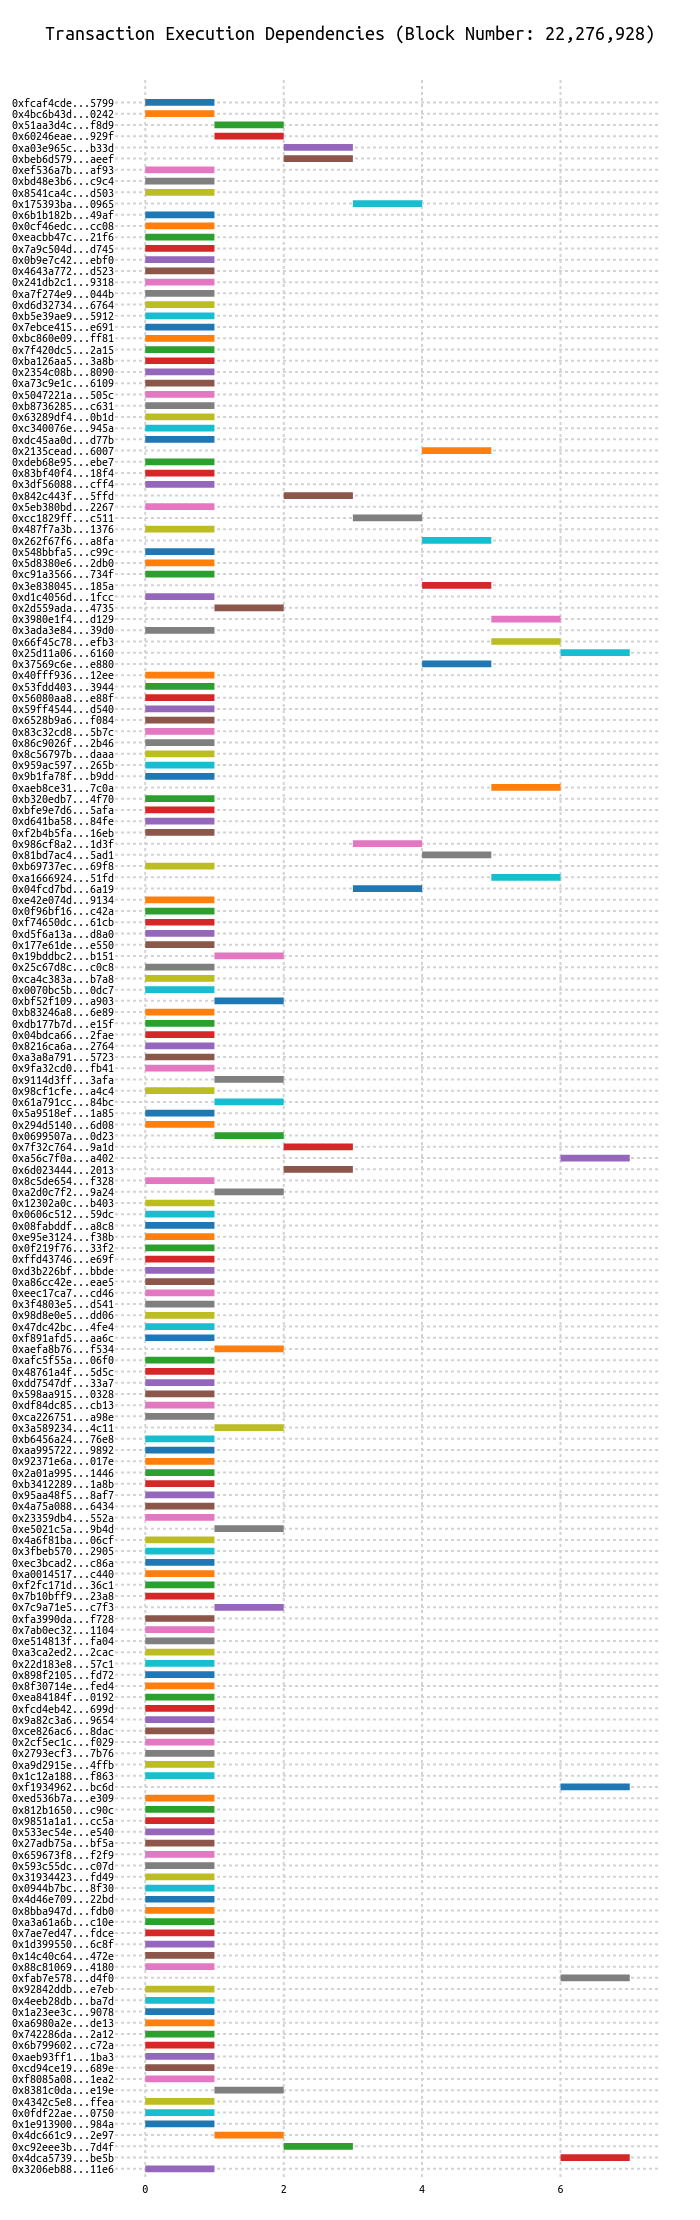 Transaction Execution Dependencies (Block Number: 22,276,928)
0xfcaf4cde...5799
0x4bc6b43d...0242
0x51aa3d4c...f8d9
0x60246eae...929f
0xa03e965c...b33d
0xbeb6d579...aeef
0xef536a7b...af93
0xbd48e3b6...c9c4
0x8541ca4c...d503
0x175393ba...0965
0x6b1b182b...49af
0x0cf46edc...cc08
0xeacbb47c...21f6
0x7a9c504d...d745
0x0b9e7c42...ebf0
0x4643a772...d523
0x241db2c1...9318
0xa7f274e9...044b
0xd6d32734...6764
0xb5e39ae9...5912
0x7ebce415...e691
0xbc860e09...ff81
0x7f420dc5...2a15
0xba126aa5...3a8b
0x2354c08b...8090
0xa73c9e1c...6109
0x5047221a...505c
0xb8736285...c631
0x63289df4...0b1d
0xc340076e...945a
0xdc45aa0d...d77b
0x2135cead...6007
0xdeb68e95...ebe7
0x83bf40f4...18f4
0x3df56088...cff4
0x842c443f...5ffd
0x5eb380bd...2267
0xcc1829ff...c511
0x487f7a3b...1376
0x262f67f6...a8fa
0x548bbfa5...c99c
0x5d8380e6...2db0
0xc91a3566...734f
0x3e838045...185a
0xd1c4056d...1fcc
0x2d559ada...4735
0x3980e1f4...d129
0x3ada3e84...39d0
0x66f45c78...efb3
0x25d11a06...6160
0x37569c6e...e880
0x40fff936...12ee
0x53fdd403...3944
0x56080aa8...e88f
0x59ff4544...d540
0x6528b9a6...f084
0x83c32cd8...5b7c
0x86c9026f...2b46
0x8c56797b...daaa
0x959ac597...265b
0x9b1fa78f...b9dd
0xaeb8ce31...7c0a
0xb320edb7...4f70
0xbfe9e7d6...5afa
0xd641ba58...84fe
0xf2b4b5fa...16eb
0x986cf8a2...1d3f
0x81bd7ac4...5ad1
0xb69737ec...69f8
0xa1666924...51fd
0x04fcd7bd...6a19
0xe42e074d...9134
0x0f96bf16...c42a
0xf74650dc...61cb
0xd5f6a13a...d8a0
0x177e61de...e550
0x19bddbc2...b151
0x25c67d8c...c0c8
0xca4c383a...b7a8
0x0070bc5b...0dc7
0xbf52f109...a903
0xb83246a8...6e89
0xdb177b7d...e15f
0x04bdca66...2fae
0x8216ca6a...2764
0xa3a8a791...5723
0x9fa32cd0...fb41
0x9114d3ff...3afa
0x98cf1cfe...a4c4
0x61a791cc...84bc
0x5a9518ef...1a85
0x294d5140...6d08
0x0699507a...0d23
0x7f32c764...9a1d
0xa56c7f0a...a402
0x6d023444...2013
0x8c5de654...f328
0xa2d0c7f2...9a24
0x12302a0c...b403
0x0606c512...59dc
0x08fabddf...a8c8
0xe95e3124...f38b
0x0f219f76...33f2
0xffd43746...e69f
0xd3b226bf...bbde
0xa86cc42e...eae5
0xeec17ca7...cd46
0x3f4803e5...d541
0x98d8e0e5...dd06
0x47dc42bc...4fe4
0xf891afd5...aa6c
0xaefa8b76...f534
0xafc5f55a...06f0
0x48761a4f...5d5c
0xdd7547df...33a7
0x598aa915...0328
0xdf84dc85...cb13
0xca226751...a98e
0x3a589234...4c11
0xb6456a24...76e8
0xaa995722...9892
0x92371e6a...017e
0x2a01a995...1446
0xb3412289...1a8b
0x95aa48f5...8af7
0x4a75a088...6434
0x23359db4...552a
0xe5021c5a...9b4d
0x4a6f81ba...06cf
0x3fbeb570...2905
0xec3bcad2...c86a
0xa0014517...c440
0xf2fc171d...36c1
0x7b10bff9...23a8
0x7c9a71e5...c7f3
0xfa3990da...f728
0x7ab0ec32...1104
0xe514813f...fa04
0xa3ca2ed2...2cac
0x22d183e8...57c1
0x898f2105...fd72
0x8f30714e...fed4
0xea84184f...0192
0xfcd4eb42...699d
0x9a82c3a6...9654
0xce826ac6...8dac
0x2cf5ec1c...f029
0x2793ecf3...7b76
0xa9d2915e...4ffb
0x1c12a188...f863
0xf1934962...bc6d
0xed536b7a...e309
0x812b1650...c90c
0x9851a1a1...cc5a
0x533ec54e...e540
0x27adb75a...bf5a
0x659673f8...f2f9
0x593c55dc...c07d
0x31934423...fd49
0x0944b7bc...8f30
0x4d46e709...22bd
0x8bba947d...fdb0
0xa3a61a6b...c10e
0x7ae7ed47...fdce
0x1d399550...6c8f
0x14c40c64...472e
0x88c81069...4180
0xfab7e578...d4f0
0x92842ddb...e7eb
0x4eeb28db...ba7d
0x1a23ee3c...9078
0xa6980a2e...de13
0x742286da...2a12
0x6b799602...c72a
0xaeb93ff1...1ba3
0xcd94ce19...689e
0xf8085a08...1ea2
0x8381c0da...e19e
0x4342c5e8...ffea
0x0fdf22ae...0750
0x1e913900...984a
0x4dc661c9...2e97
0xc92eee3b...7d4f
0x4dca5739...be5b
0x3206eb88...11e6
0 2 4 6